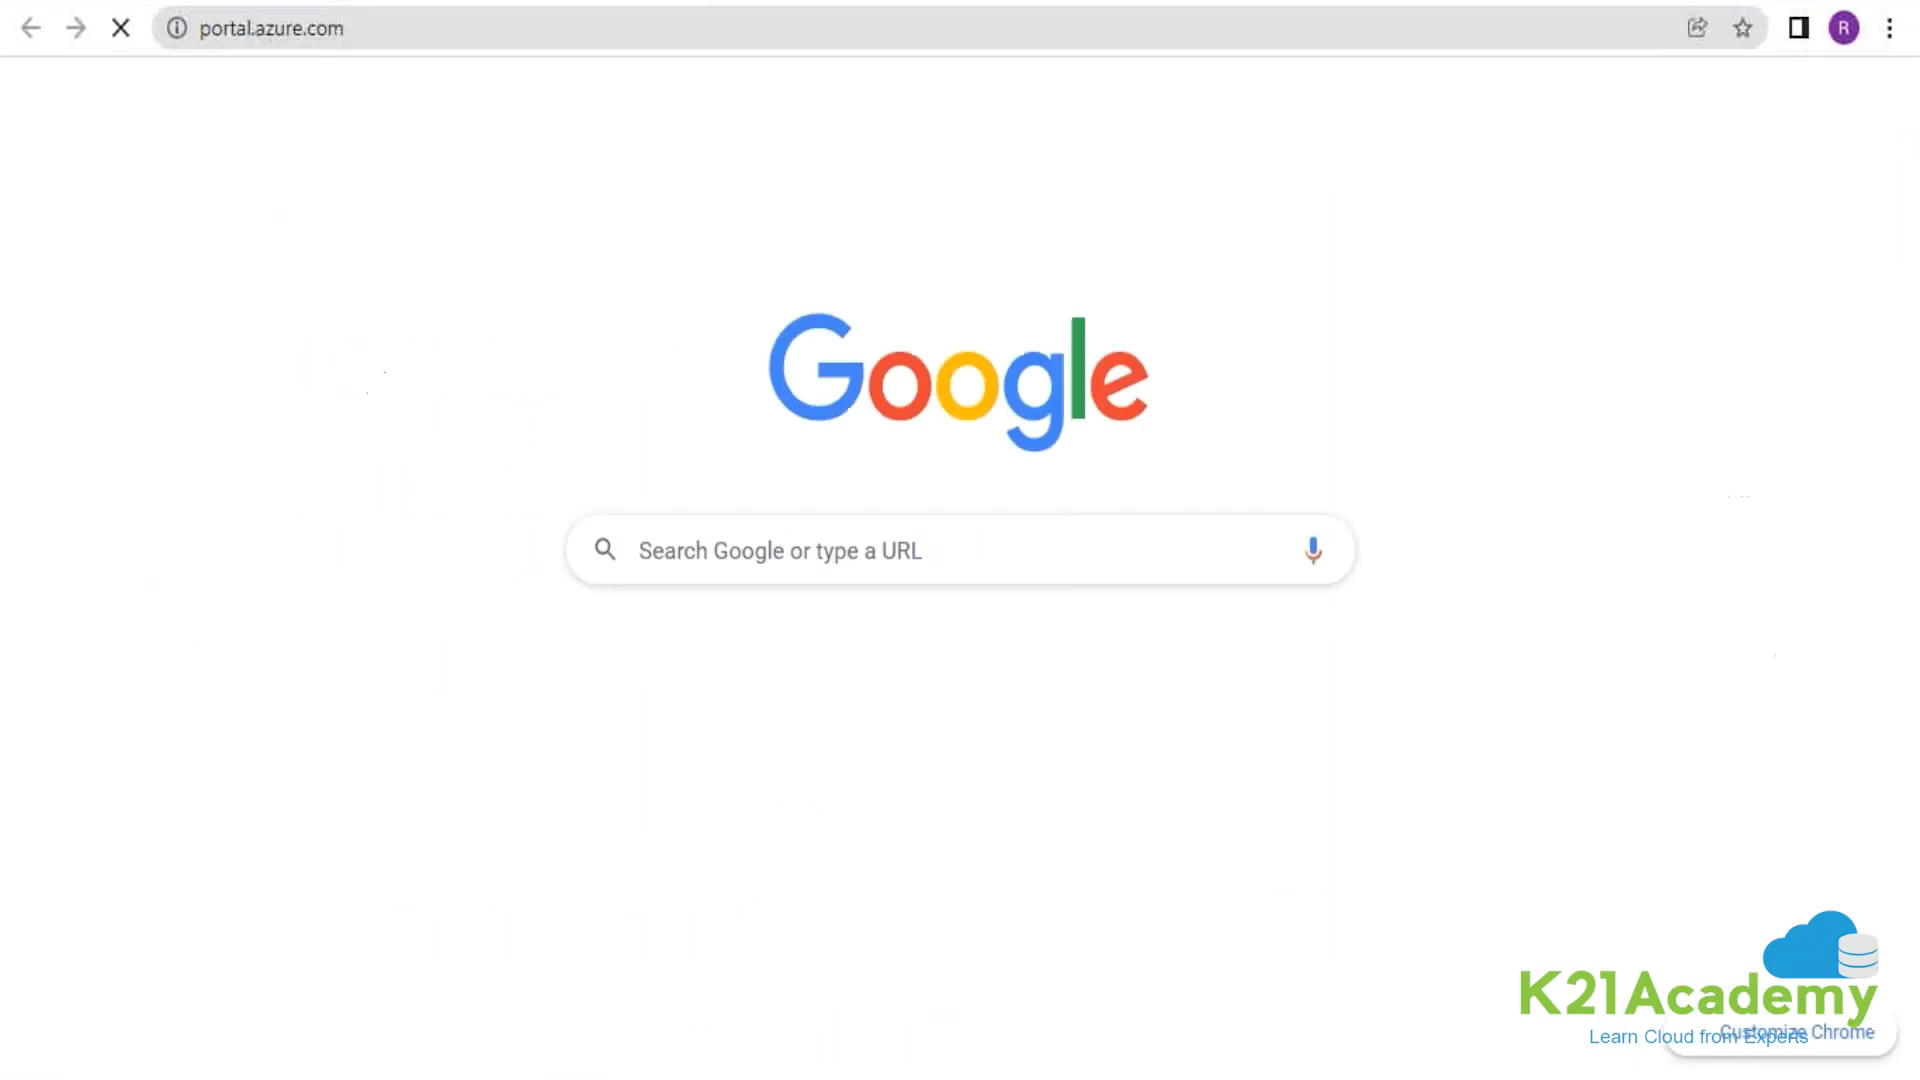 portal.azure.com
R
Google
Search Google or type a URL
K21Academy
Learn Cloud from Experts
Customize Chrome